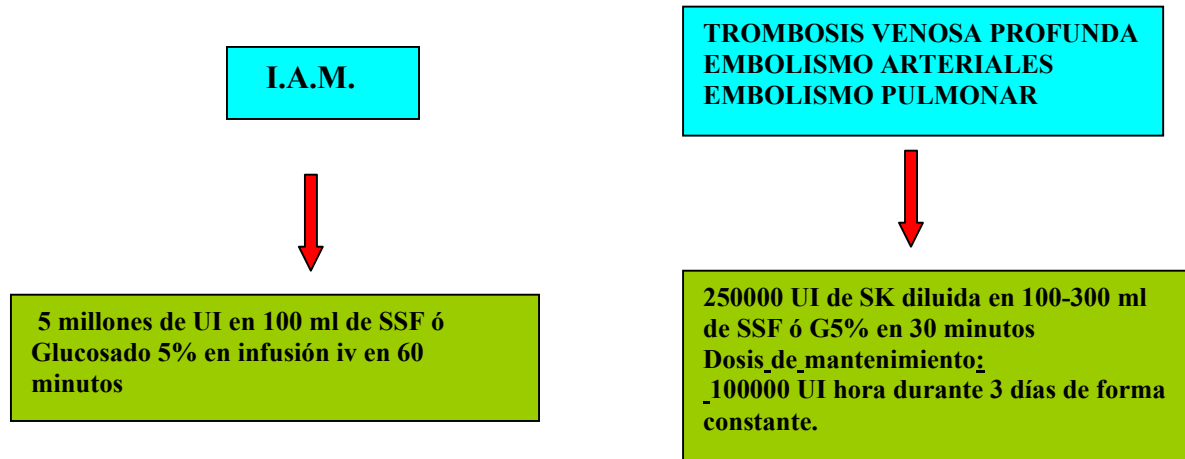 I.A.M.
TROMBOSIS VENOSA PROFUNDA
EMBOLISMO ARTERIALES
EMBOLISMO PULMONAR
5 millones de UI en 100 ml de SSF ó
Glucosado 5% en infusión iv en 60
minutos
250000 UI de SK diluida en 100-300 ml
de SSF ó G5% en 30 minutos
Dosis de mantenimiento:
100000 UI hora durante 3 días de forma
constante.